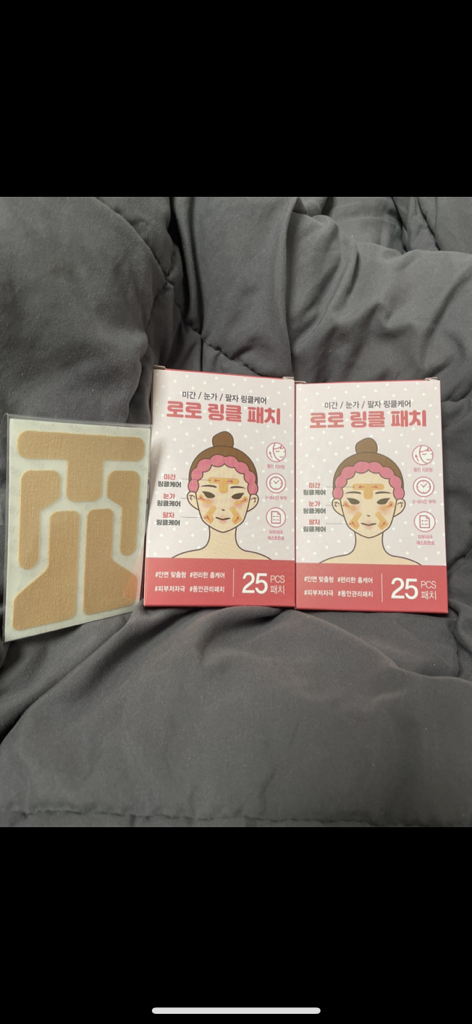 미간 / 눈가 / 팔자 링클케어
로로 링클 패치
미간
링클케어
눈가
링클케어
팔자
링클케어
#안면 맞춤형 #편리한 홈케어
#피부저자극 #동안관리패치
25 PCS
패치
미간 / 눈가 / 팔자 링클케어
로로 링클 패치
미간
링클케어
눈가
링클케어
팔자
링클케어
#안면 맞춤형 #편리한 홈케어
#피부저자극 #동안관리패치
25 PCS
패치